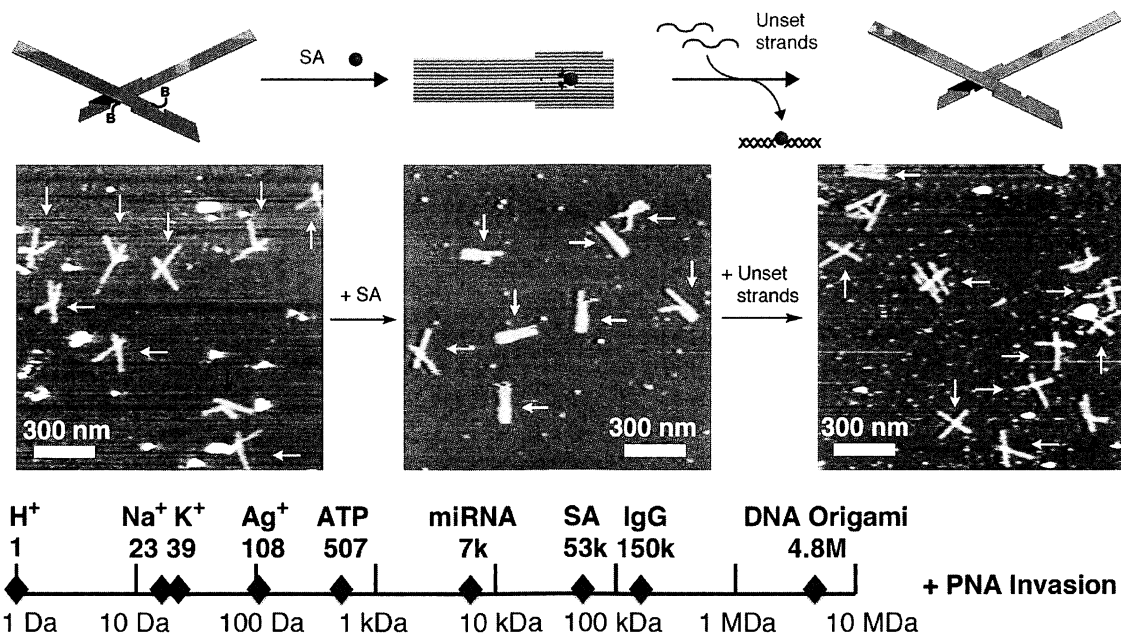 SA
Unset
strands
B
B
XXXXX XXXXX
+ SA
+ Unset
strands
300 nm
300 nm
300 nm
H⁺ Na⁺ K⁺ Ag⁺ ATP miRNA SA IgG DNA Origami
1 23 39 108 507 7k 53k 150k 4.8M
+ PNA Invasion
1 Da 10 Da 100 Da 1 kDa 10 kDa 100 kDa 1 MDa 10 MDa